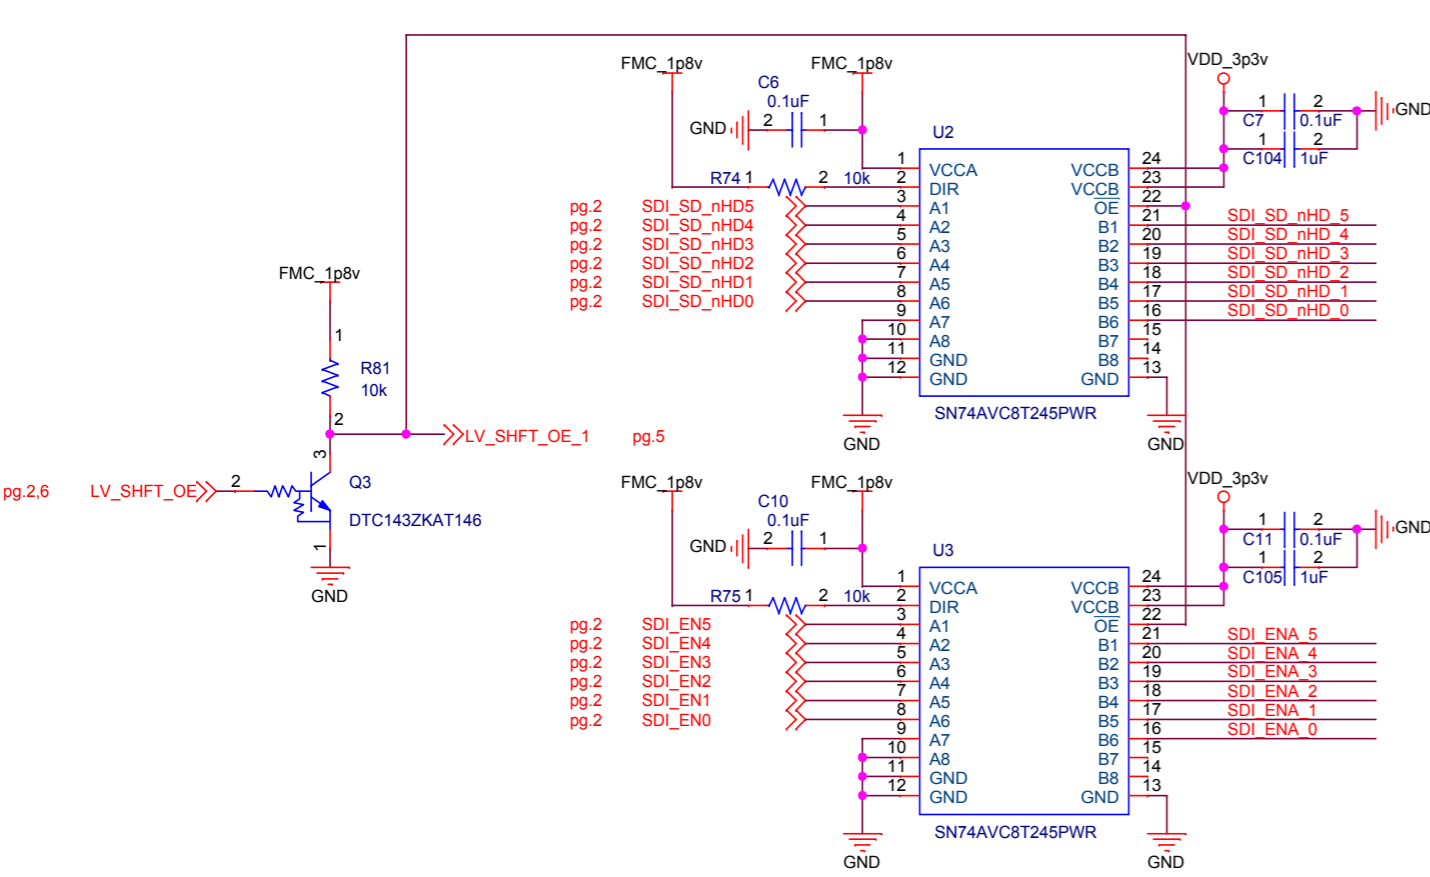 FMC_1p8v
R81
10k
1
2
3
LV_SHFT_OE_1 pg.5
pg.2,6 LV_SHFT_OE 2
Q3
DTC143ZKAT146
1
GND
FMC_1p8v FMC_1p8v VDD_3p3v
C6
0.1uF
GND 2 1
1 2 GND
C7 0.1uF
1 2
C104 1uF
U2
R74 1 2 10k
1 VCCA VCCB 24
2 DIR VCCB 23
pg.2 SDI_SD_nHD5 3 A1 OE 22
pg.2 SDI_SD_nHD4 4 A2 B1 21 SDI_SD_nHD_5
pg.2 SDI_SD_nHD3 5 A3 B2 20 SDI_SD_nHD_4
pg.2 SDI_SD_nHD2 6 A4 B3 19 SDI_SD_nHD_3
pg.2 SDI_SD_nHD1 7 A5 B4 18 SDI_SD_nHD_2
pg.2 SDI_SD_nHD0 8 A6 B5 17 SDI_SD_nHD_1
9 A7 B6 16 SDI_SD_nHD_0
10 A8 B7 15
11 GND B8 14
12 GND GND 13
SN74AVC8T245PWR
GND GND
FMC_1p8v FMC_1p8v VDD_3p3v
C10
0.1uF
GND 2 1
1 2 GND
C11 0.1uF
1 2
C105 1uF
U3
R75 1 2 10k
1 VCCA VCCB 24
2 DIR VCCB 23
pg.2 SDI_EN5 3 A1 OE 22
pg.2 SDI_EN4 4 A2 B1 21 SDI_ENA_5
pg.2 SDI_EN3 5 A3 B2 20 SDI_ENA_4
pg.2 SDI_EN2 6 A4 B3 19 SDI_ENA_3
pg.2 SDI_EN1 7 A5 B4 18 SDI_ENA_2
pg.2 SDI_EN0 8 A6 B5 17 SDI_ENA_1
9 A7 B6 16 SDI_ENA_0
10 A8 B7 15
11 GND B8 14
12 GND GND 13
SN74AVC8T245PWR
GND GND